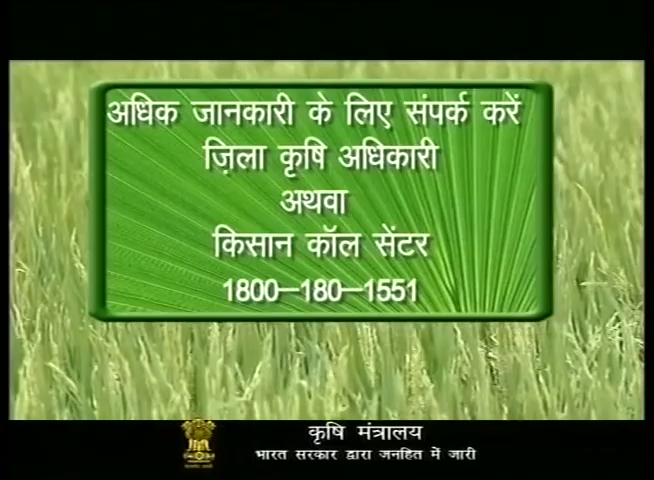 अधिक जानकारी के लिए संपर्क करें
ज़िला कृषि अधिकारी
अथवा
किसान कॉल सेंटर
1800-180-1551
कृषि मंत्रालय
भारत सरकार द्वारा जनहित में जारी